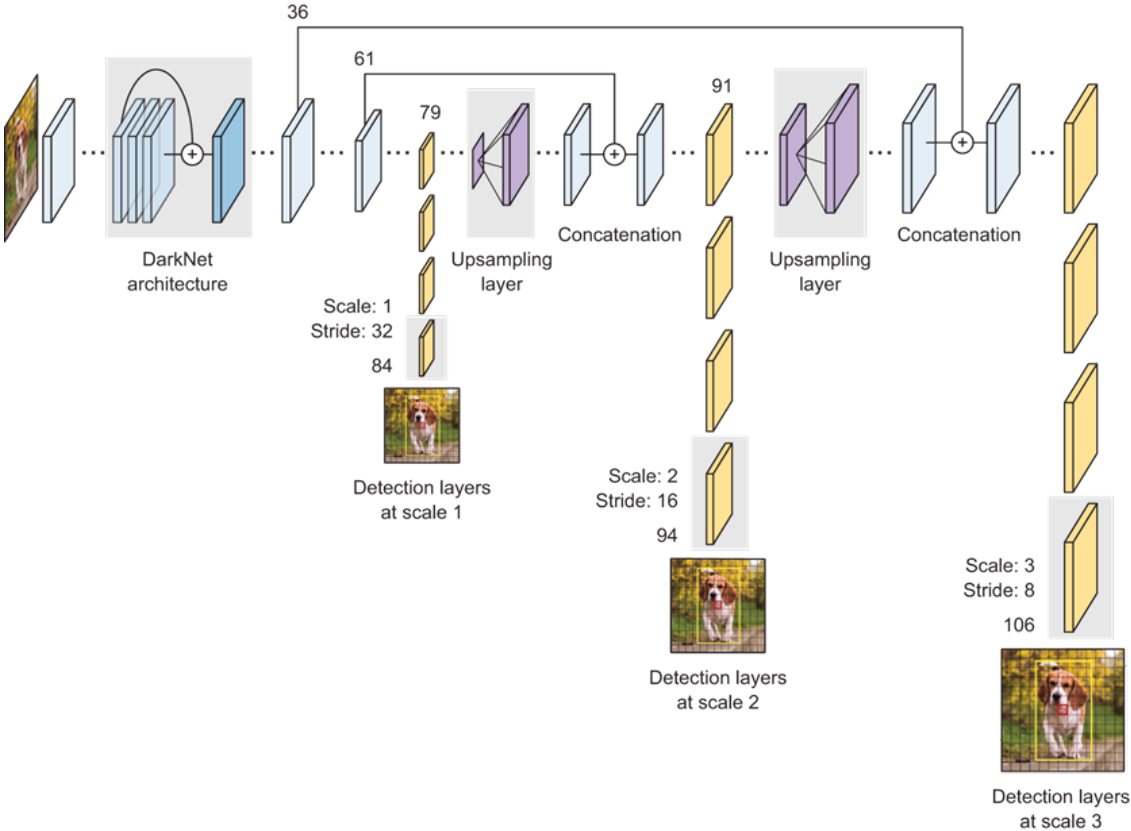 36
61
79
91
DarkNet
architecture
Upsampling
layer
Concatenation
Upsampling
layer
Concatenation
Scale: 1
Stride: 32
84
Detection layers
at scale 1
Scale: 2
Stride: 16
94
Detection layers
at scale 2
Scale: 3
Stride: 8
106
Detection layers
at scale 3